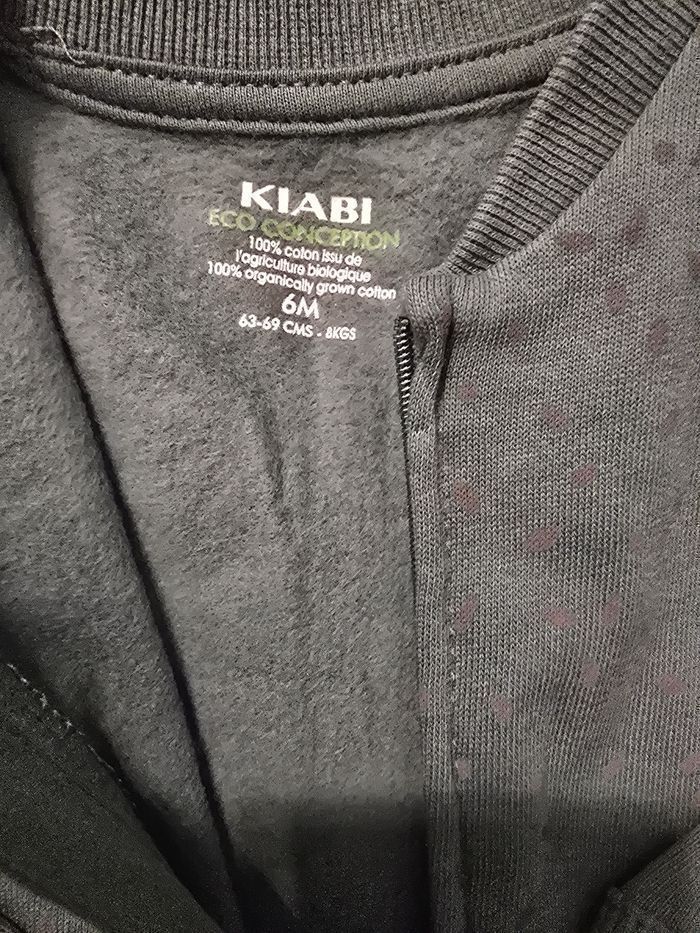 KIABI
ECO CONCEPTION
100% coton issu de
l'agriculture biologique
100% organically grown cotton
6M
63-69 CMS - 8KGS